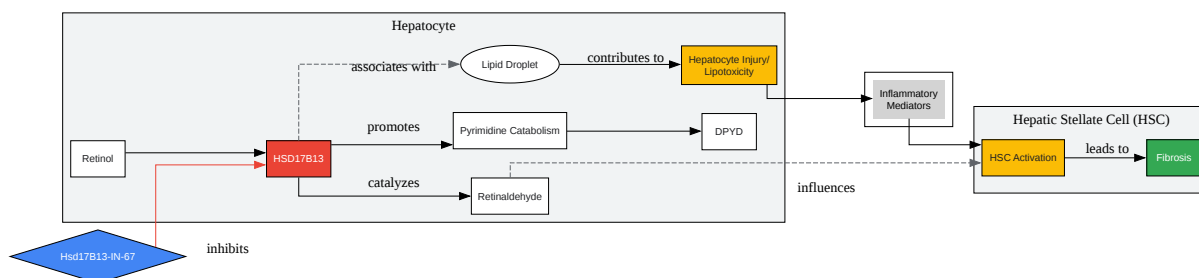 Hepatocyte
associates with
Lipid Droplet
contributes to
Hepatocyte Injury/
Lipotoxicity
Inflammatory
Mediators
Hepatic Stellate Cell (HSC)
promotes
Pyrimidine Catabolism
DPYD
Retinol
HSD17B13
HSC Activation
leads to
Fibrosis
catalyzes
Retinaldehyde
influences
Hsd17B13-IN-67
inhibits